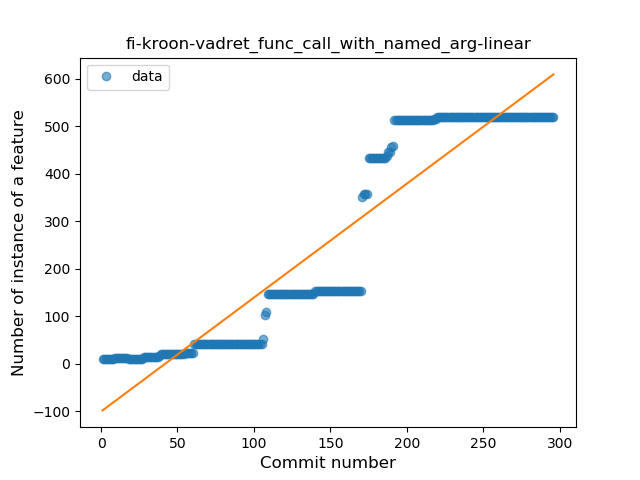 fi-kroon-vadret_func_call_with_named_arg-linear
data
Number of instance of a feature
600
500
400
300
200
100
0
−100
0 50 100 150 200 250 300
Commit number